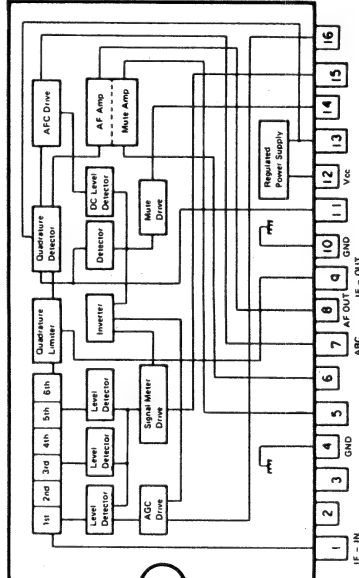 AFC Drive
AF Amp
Mute Amp
Regulated
Power Supply
Quadrature
Detector
DC Level
Detector
Detector
Mute
Drive
Quadrature
Limiter
Inverter
1st 2nd 3rd 4th 5th 6th
Level
Detector
Level
Detector
Level
Detector
AGC
Drive
Signal Meter
Drive
1 2 3 4 5 6 7 8 9 10 11 12 13 14 15 16
IF - IN
GND
AF OUT
IF - OUT
GND
Vcc